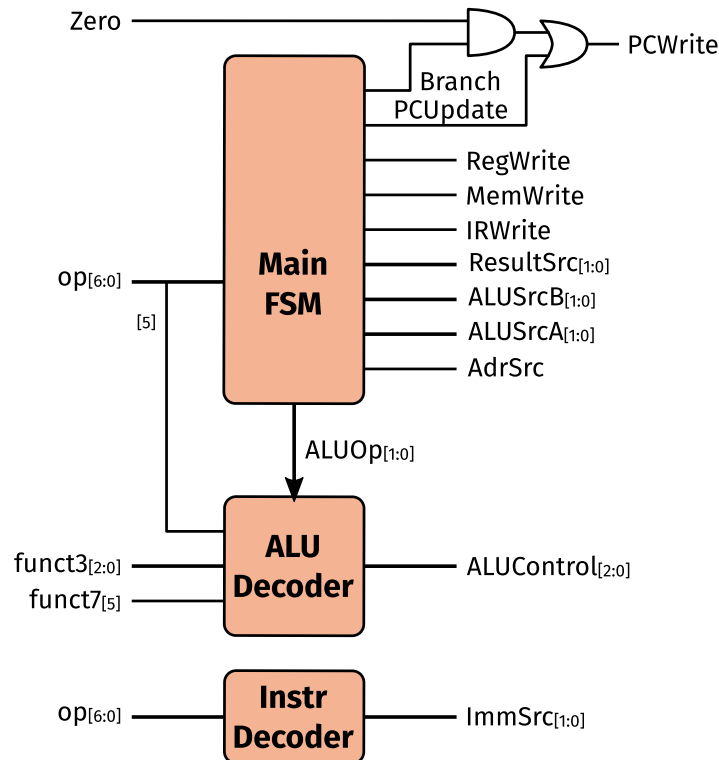 Zero
PCWrite
Branch
PCUpdate
RegWrite
MemWrite
IRWrite
Main
FSM
ResultSrc[1:0]
op[6:0]
ALUSrcB[1:0]
[5]
ALUSrcA[1:0]
AdrSrc
ALUOp[1:0]
ALU
Decoder
funct3[2:0]
ALUControl[2:0]
funct7[5]
Instr
Decoder
op[6:0]
ImmSrc[1:0]